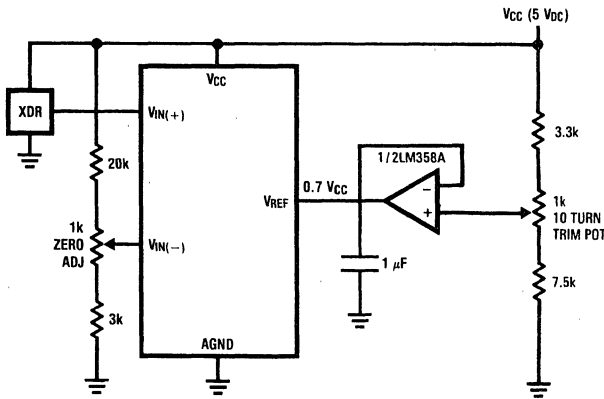 VCC (5 VDC)
XDR
VCC
VIN(+)
20k
1k
ZERO
ADJ
VIN(−)
3k
AGND
VREF
0.7 VCC
1/2LM358A
−
+
1 μF
3.3k
1k
10 TURN
TRIM POT
7.5k